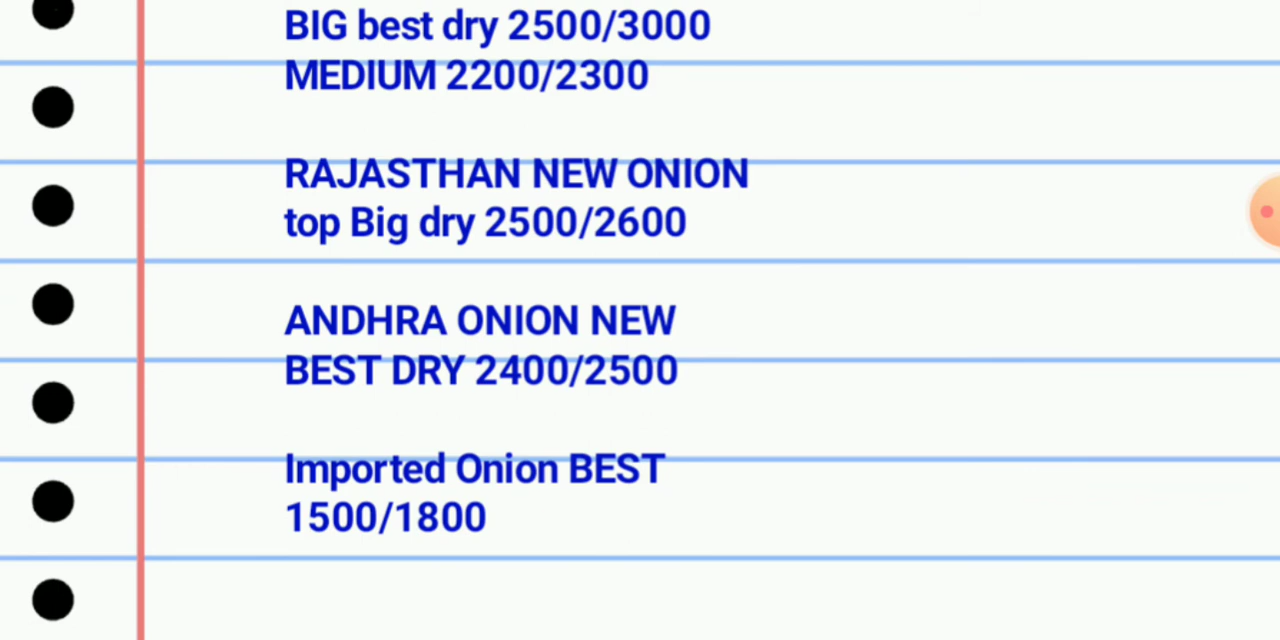 BIG best dry 2500/3000
MEDIUM 2200/2300
RAJASTHAN NEW ONION
top Big dry 2500/2600
ANDHRA ONION NEW
BEST DRY 2400/2500
Imported Onion BEST
1500/1800